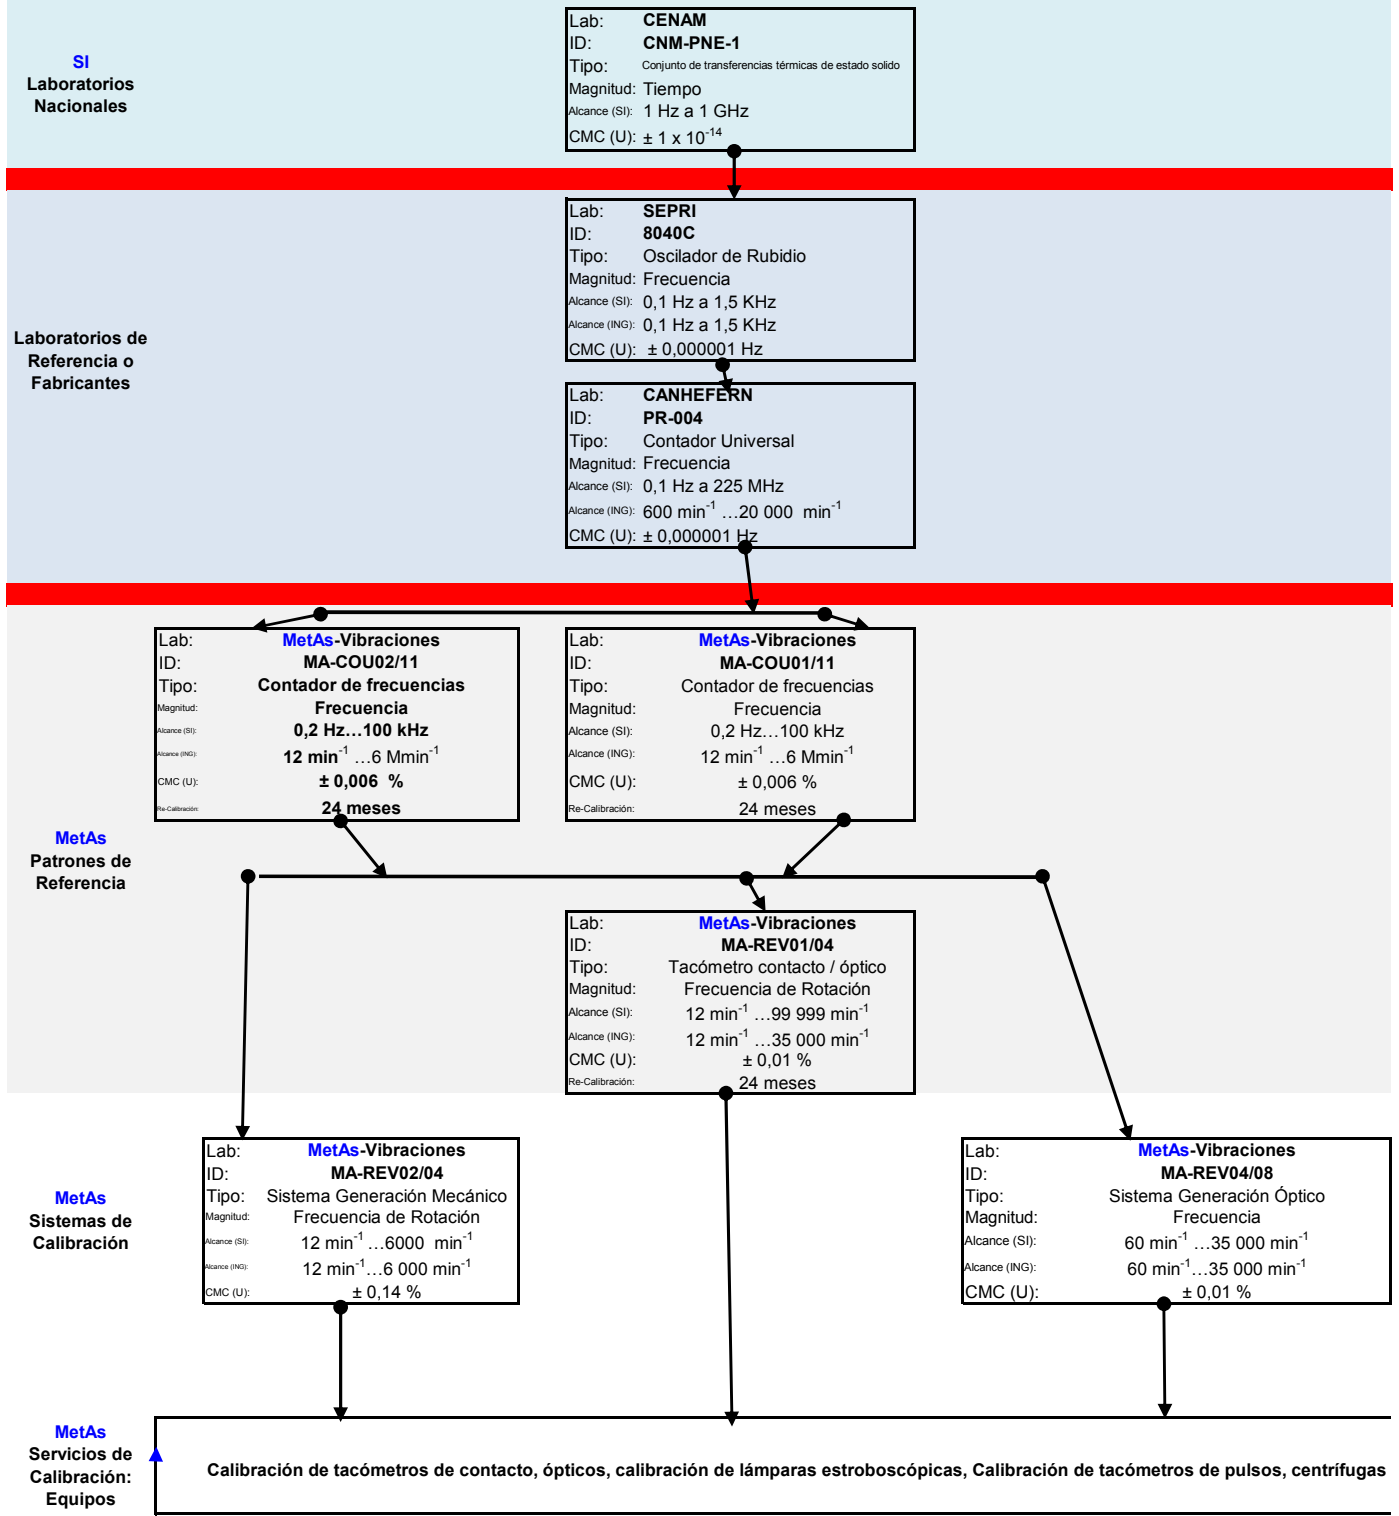 SI
Laboratorios
Nacionales
Lab: CENAM
ID: CNM-PNE-1
Tipo: Conjunto de transferencias térmicas de estado solido
Magnitud: Tiempo
Alcance (SI): 1 Hz a 1 GHz
CMC (U): ± 1 x 10⁻¹⁴
Laboratorios de
Referencia o
Fabricantes
Lab: SEPRI
ID: 8040C
Tipo: Oscilador de Rubidio
Magnitud: Frecuencia
Alcance (SI): 0,1 Hz a 1,5 KHz
Alcance (ING): 0,1 Hz a 1,5 KHz
CMC (U): ± 0,000001 Hz
Lab: CANHEFERN
ID: PR-004
Tipo: Contador Universal
Magnitud: Frecuencia
Alcance (SI): 0,1 Hz a 225 MHz
Alcance (ING): 600 min⁻¹ …20 000 min⁻¹
CMC (U): ± 0,000001 Hz
MetAs
Patrones de
Referencia
Lab: MetAs-Vibraciones
ID: MA-COU02/11
Tipo: Contador de frecuencias
Magnitud: Frecuencia
Alcance (SI): 0,2 Hz…100 kHz
Alcance (ING): 12 min⁻¹ …6 Mmin⁻¹
CMC (U): ± 0,006 %
Re-Calibración: 24 meses
Lab: MetAs-Vibraciones
ID: MA-COU01/11
Tipo: Contador de frecuencias
Magnitud: Frecuencia
Alcance (SI): 0,2 Hz…100 kHz
Alcance (ING): 12 min⁻¹ …6 Mmin⁻¹
CMC (U): ± 0,006 %
Re-Calibración: 24 meses
Lab: MetAs-Vibraciones
ID: MA-REV01/04
Tipo: Tacómetro contacto / óptico
Magnitud: Frecuencia de Rotación
Alcance (SI): 12 min⁻¹ …99 999 min⁻¹
Alcance (ING): 12 min⁻¹ …35 000 min⁻¹
CMC (U): ± 0,01 %
Re-Calibración: 24 meses
MetAs
Sistemas de
Calibración
Lab: MetAs-Vibraciones
ID: MA-REV02/04
Tipo: Sistema Generación Mecánico
Magnitud: Frecuencia de Rotación
Alcance (SI): 12 min⁻¹ …6000 min⁻¹
Alcance (ING): 12 min⁻¹…6 000 min⁻¹
CMC (U): ± 0,14 %
Lab: MetAs-Vibraciones
ID: MA-REV04/08
Tipo: Sistema Generación Óptico
Magnitud: Frecuencia
Alcance (SI): 60 min⁻¹ …35 000 min⁻¹
Alcance (ING): 60 min⁻¹…35 000 min⁻¹
CMC (U): ± 0,01 %
MetAs
Servicios de
Calibración:
Equipos
Calibración de tacómetros de contacto, ópticos, calibración de lámparas estroboscópicas, Calibración de tacómetros de pulsos, centrífugas